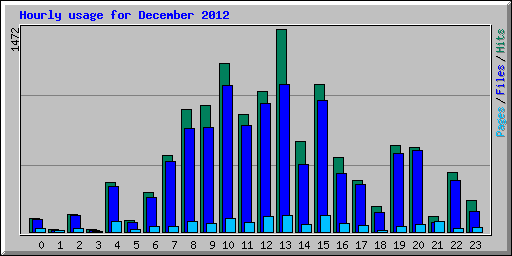 Hourly usage for December 2012
1472
Pages/Files/Hits
0 1 2 3 4 5 6 7 8 9 10 11 12 13 14 15 16 17 18 19 20 21 22 23